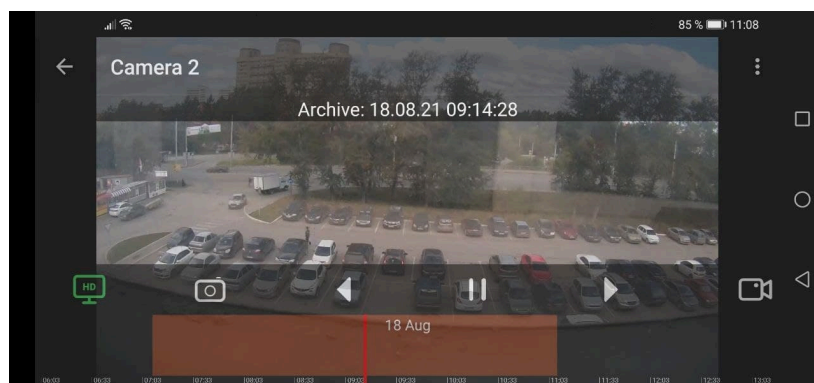 85 % 11:08
Camera 2
Archive: 18.08.21 09:14:28
HD
18 Aug
06:03 06:33 |07:03 |07:33 |08:03 |08:33 |09:03 |09:33 |10:03 |10:33 |11:03 |11:33 |12:03 |12:33 13:03